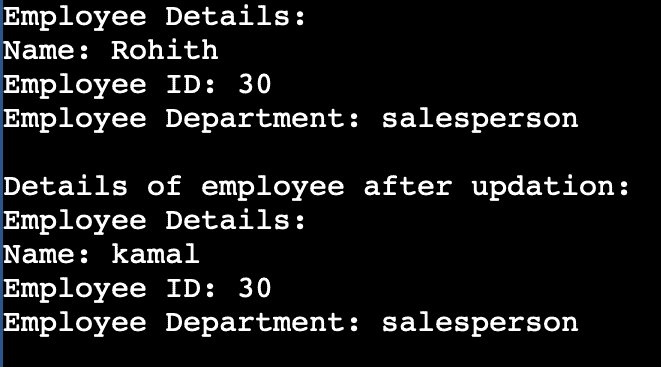 Employee Details:
Name: Rohith
Employee ID: 30
Employee Department: salesperson
Details of employee after updation:
Employee Details:
Name: kamal
Employee ID: 30
Employee Department: salesperson